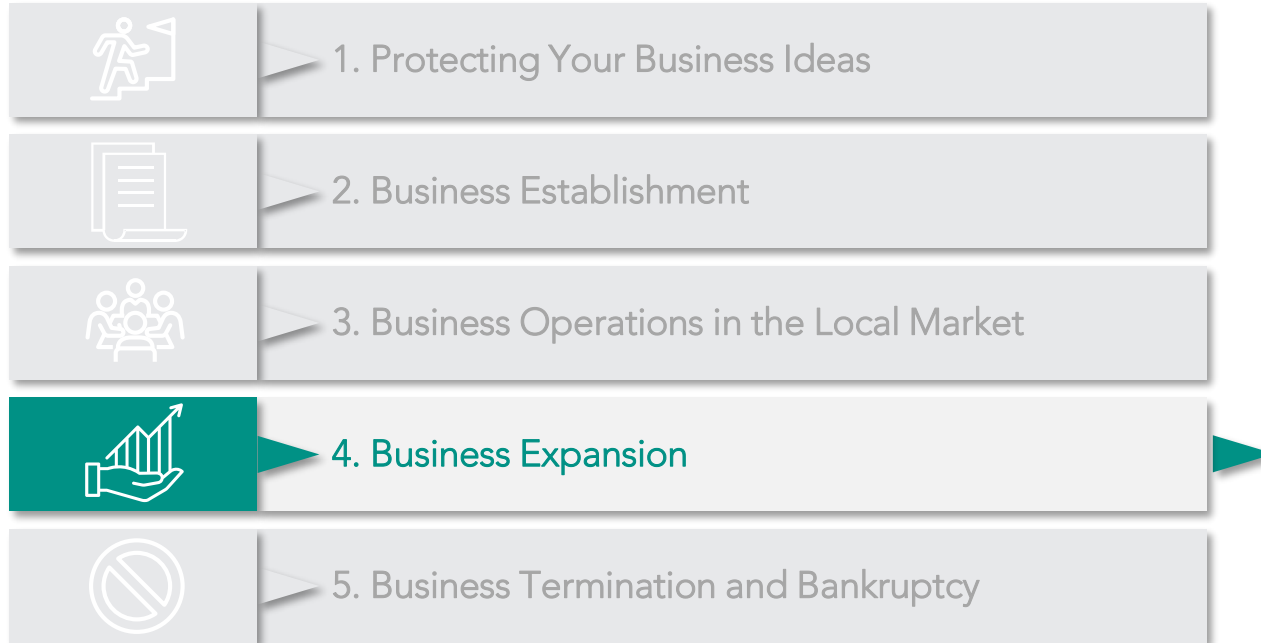 1. Protecting Your Business Ideas
2. Business Establishment
3. Business Operations in the Local Market
4. Business Expansion
5. Business Termination and Bankruptcy